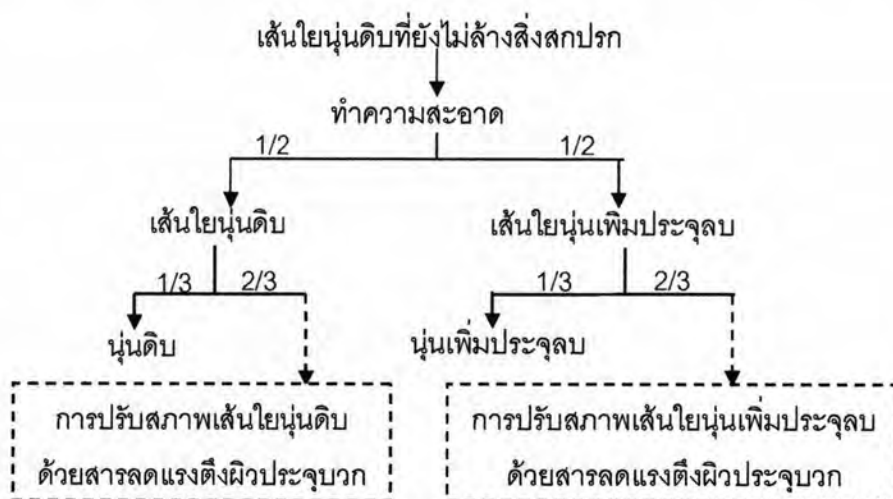 เส้นใยนุ่นดิบที่ยังไม่ล้างสิ่งสกปรก
ทำความสะอาด
1/2 1/2
เส้นใยนุ่นดิบ เส้นใยนุ่นเพิ่มประจุลบ
1/3 2/3 1/3 2/3
นุ่นดิบ นุ่นเพิ่มประจุลบ
การปรับสภาพเส้นใยนุ่นดิบ การปรับสภาพเส้นใยนุ่นเพิ่มประจุลบ
ด้วยสารลดแรงตึงผิวประจุบวก ด้วยสารลดแรงตึงผิวประจุบวก